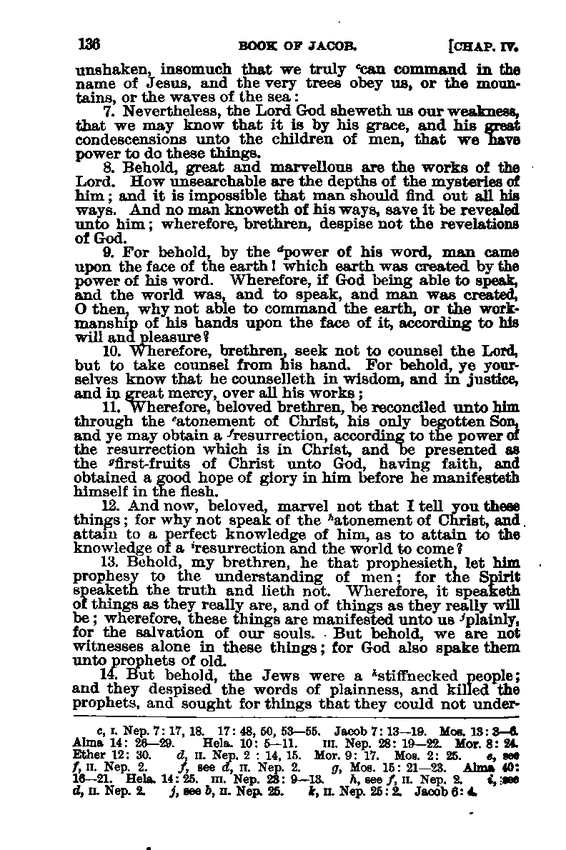 136 BOOK OF JACOB. [CHAP. IV.
unshaken, insomuch that we truly ᶜcan command in the
name of Jesus, and the very trees obey us, or the moun-
tains, or the waves of the sea:
7. Nevertheless, the Lord God sheweth us our weakness,
that we may know that it is by his grace, and his great
condescensions unto the children of men, that we have
power to do these things.
8. Behold, great and marvellous are the works of the
Lord. How unsearchable are the depths of the mysteries of
him; and it is impossible that man should find out all his
ways. And no man knoweth of his ways, save it be revealed
unto him; wherefore, brethren, despise not the revelations
of God.
9. For behold, by the ᵈpower of his word, man came
upon the face of the earth! which earth was created by the
power of his word. Wherefore, if God being able to speak,
and the world was, and to speak, and man was created,
O then, why not able to command the earth, or the work-
manship of his hands upon the face of it, according to his
will and pleasure?
10. Wherefore, brethren, seek not to counsel the Lord,
but to take counsel from his hand. For behold, ye your-
selves know that he counselleth in wisdom, and in justice,
and in great mercy, over all his works;
11. Wherefore, beloved brethren, be reconciled unto him
through the ᵉatonement of Christ, his only begotten Son,
and ye may obtain a ᶠresurrection, according to the power of
the resurrection which is in Christ, and be presented as
the ᵍfirst-fruits of Christ unto God, having faith, and
obtained a good hope of glory in him before he manifesteth
himself in the flesh.
12. And now, beloved, marvel not that I tell you these
things; for why not speak of the ʰatonement of Christ, and
attain to a perfect knowledge of him, as to attain to the
knowledge of a ⁱresurrection and the world to come?
13. Behold, my brethren, he that prophesieth, let him
prophesy to the understanding of men; for the Spirit
speaketh the truth and lieth not. Wherefore, it speaketh
of things as they really are, and of things as they really will
be; wherefore, these things are manifested unto us ʲplainly,
for the salvation of our souls. But behold, we are not
witnesses alone in these things; for God also spake them
unto prophets of old.
14. But behold, the Jews were a ᵏstiffnecked people;
and they despised the words of plainness, and killed the
prophets, and sought for things that they could not under-
c, I. Nep. 7: 17, 18. 17: 48, 50, 53—55. Jacob 7: 13—19. Mos. 13: 3—6.
Alma 14: 26—29. Hela. 10: 5—11. III. Nep. 28: 19—22. Mor. 8: 24.
Ether 12: 30. d, II. Nep. 2: 14, 15. Mor. 9: 17. Mos. 2: 25. e, see
f, II. Nep. 2. f, see d, II. Nep. 2. g, Mos. 15: 21—23. Alma 40:
16—21. Hela. 14: 25. III. Nep. 23: 9—13. h, see f, II. Nep. 2. i, see
d, II. Nep. 2. j, see b, II. Nep. 25. k, II. Nep. 25: 2. Jacob 6: 4.